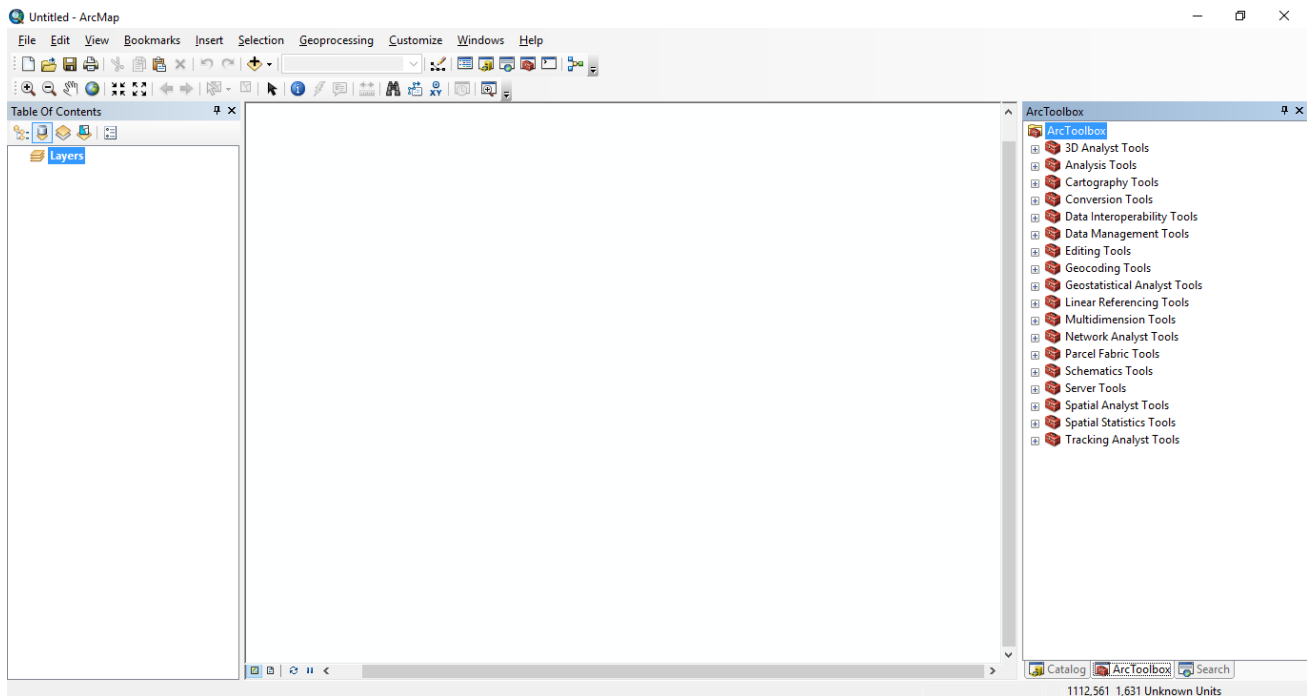 Untitled - ArcMap
File Edit View Bookmarks Insert Selection Geoprocessing Customize Windows Help
Table Of Contents
Layers
ArcToolbox
ArcToolbox
3D Analyst Tools
Analysis Tools
Cartography Tools
Conversion Tools
Data Interoperability Tools
Data Management Tools
Editing Tools
Geocoding Tools
Geostatistical Analyst Tools
Linear Referencing Tools
Multidimension Tools
Network Analyst Tools
Parcel Fabric Tools
Schematics Tools
Server Tools
Spatial Analyst Tools
Spatial Statistics Tools
Tracking Analyst Tools
Catalog ArcToolbox Search
1112,561 1,631 Unknown Units